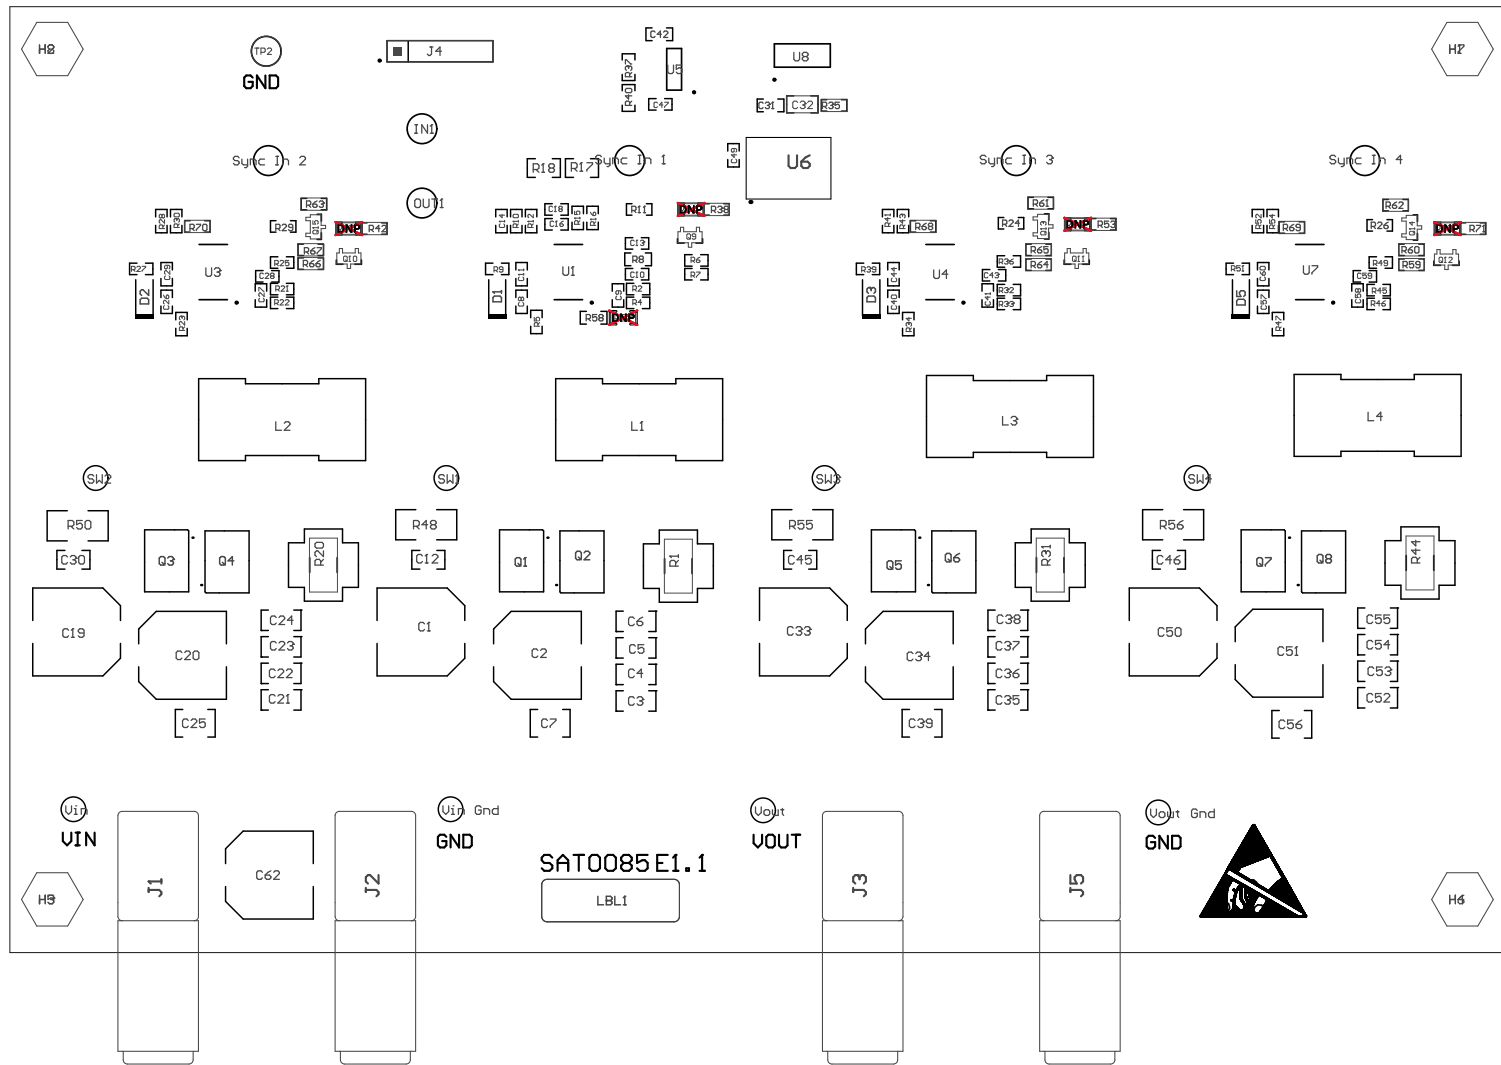 TP2
GND
J4
C42
R37
U5
R40
C47
U8
C31 C32 R35
IN1
Sync In 2
R18 R17
Sync In 1
C49
U6
Sync In 3
Sync In 4
OUT1
R28 R30 R70
R63
R29 Q15 DNP R42
Q10
R67
R66
U3
R27 D2 C29 C26 R23
R25 C28 C27 R21
R22
C14 R10 R12 C18 C16 R15 R16
R11 DNP R38
Q9
C13
R8
C10
R6
R7
U1
R9 D1 C11 C8 R5
C9 R2
R4
R58 DNP
R41 R43 R68
R61
R24 Q13 DNP R53
Q11
R65
R64
U4
R39 D3 C44 C40 R34
R36 C43 C41 R32
R33
R52 R54 R69
R62
R26 Q14 DNP R71
Q12
R60
R59
U7
R51 D5 C60 C57 R47
R49 C59 C58 R45
R46
L2 L1 L3 L4
SW2 SW1 SW3 SW4
R50 R48 R55 R56
C30 Q3 Q4 R20
C12 Q1 Q2 R1
C45 Q5 Q6 R31
C46 Q7 Q8 R44
C19 C20 C24
C23
C22
C21
C25
C1 C2 C6
C5
C4
C3
C7
C33 C34 C38
C37
C36
C35
C39
C50 C51 C55
C54
C53
C52
C56
Vin
VIN
Vin Gnd
GND
Vout
VOUT
Vout Gnd
GND
J1 C62 J2
SAT0085 E1.1
LBL1
J3 J5